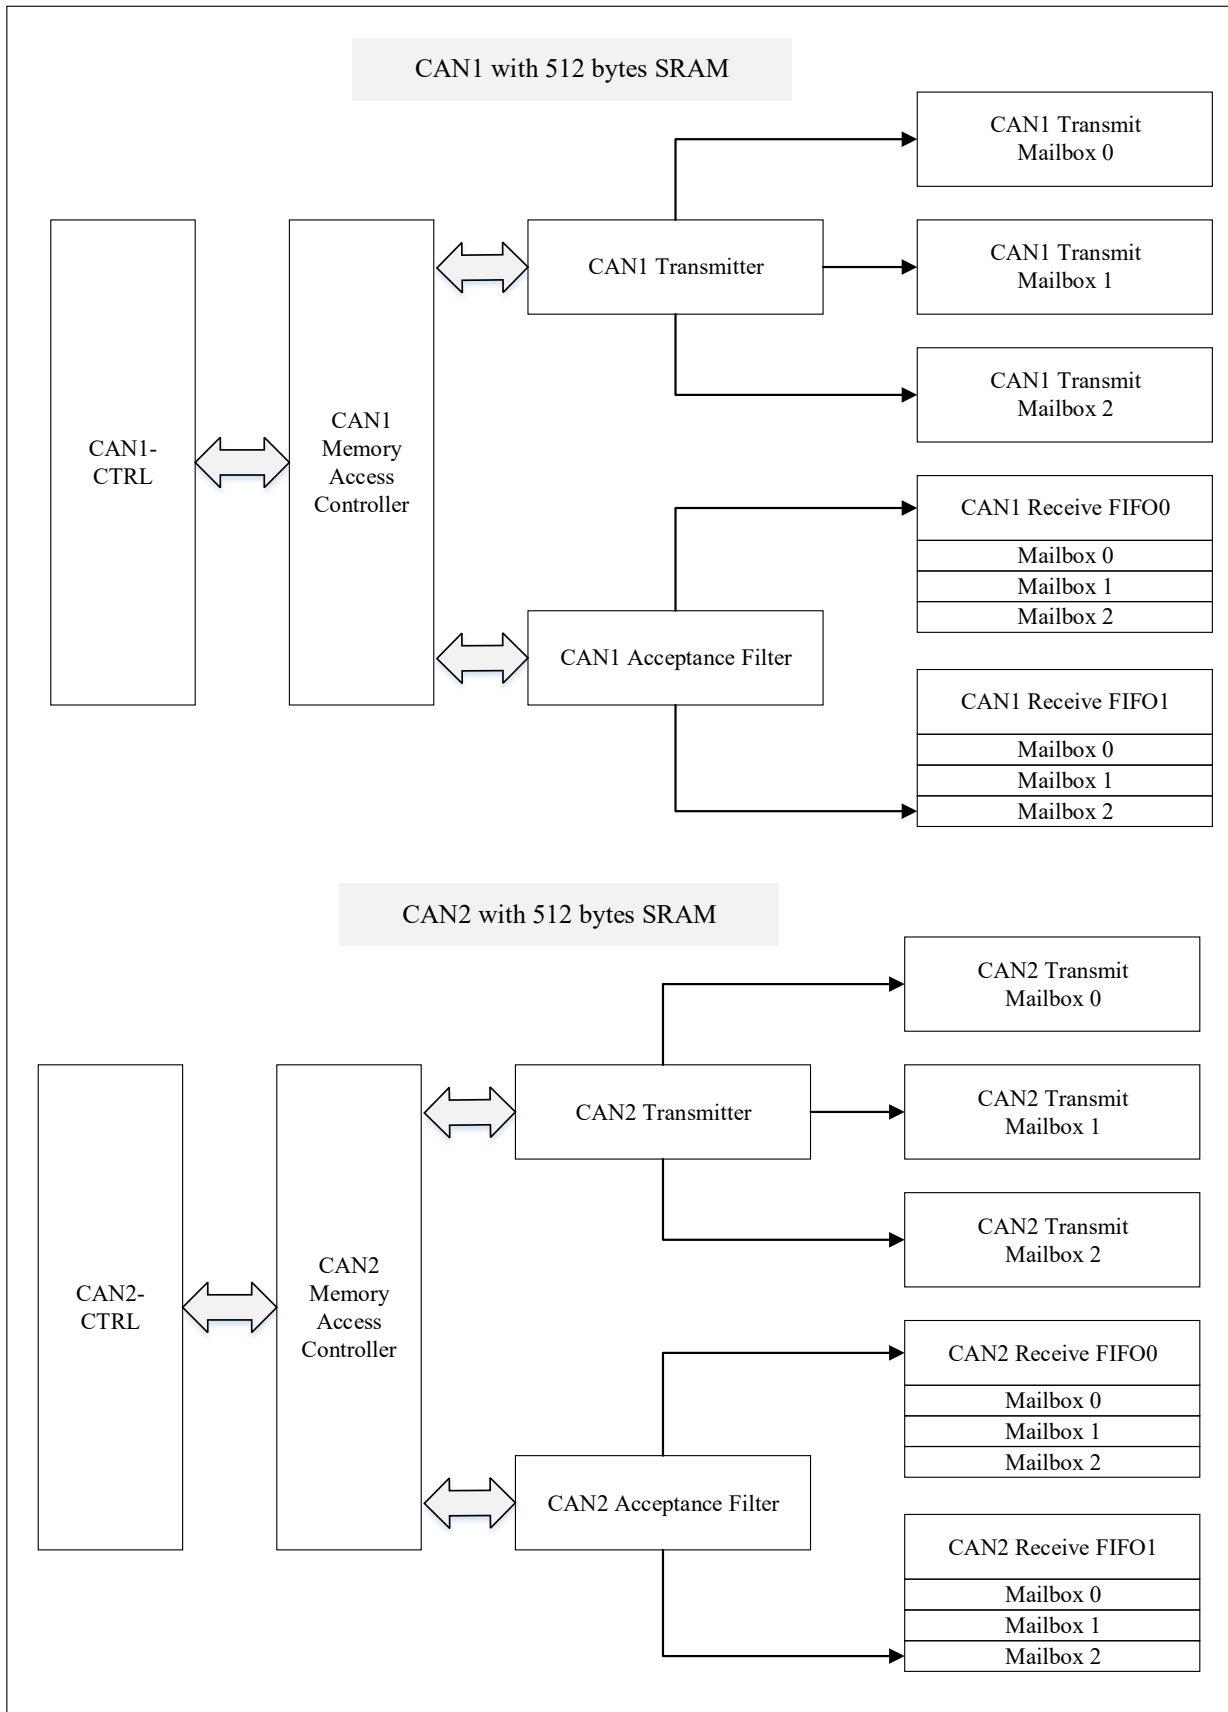 CAN1 with 512 bytes SRAM
CAN1 Transmit
Mailbox 0
CAN1 Transmitter
CAN1 Transmit
Mailbox 1
CAN1 Transmit
Mailbox 2
CAN1-
CTRL
CAN1
Memory
Access
Controller
CAN1 Receive FIFO0
Mailbox 0
Mailbox 1
Mailbox 2
CAN1 Acceptance Filter
CAN1 Receive FIFO1
Mailbox 0
Mailbox 1
Mailbox 2
CAN2 with 512 bytes SRAM
CAN2 Transmit
Mailbox 0
CAN2 Transmitter
CAN2 Transmit
Mailbox 1
CAN2 Transmit
Mailbox 2
CAN2-
CTRL
CAN2
Memory
Access
Controller
CAN2 Receive FIFO0
Mailbox 0
Mailbox 1
Mailbox 2
CAN2 Acceptance Filter
CAN2 Receive FIFO1
Mailbox 0
Mailbox 1
Mailbox 2